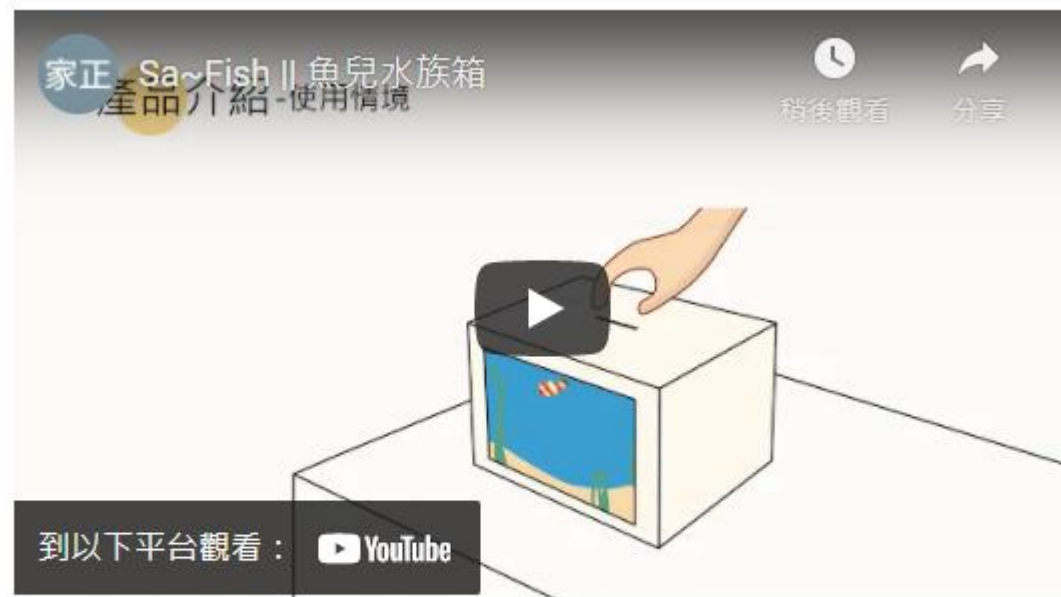 家正 Sa~Fish || 魚兒水族箱
產品介紹-使用情境
稍後觀看
分享
到以下平台觀看：
YouTube